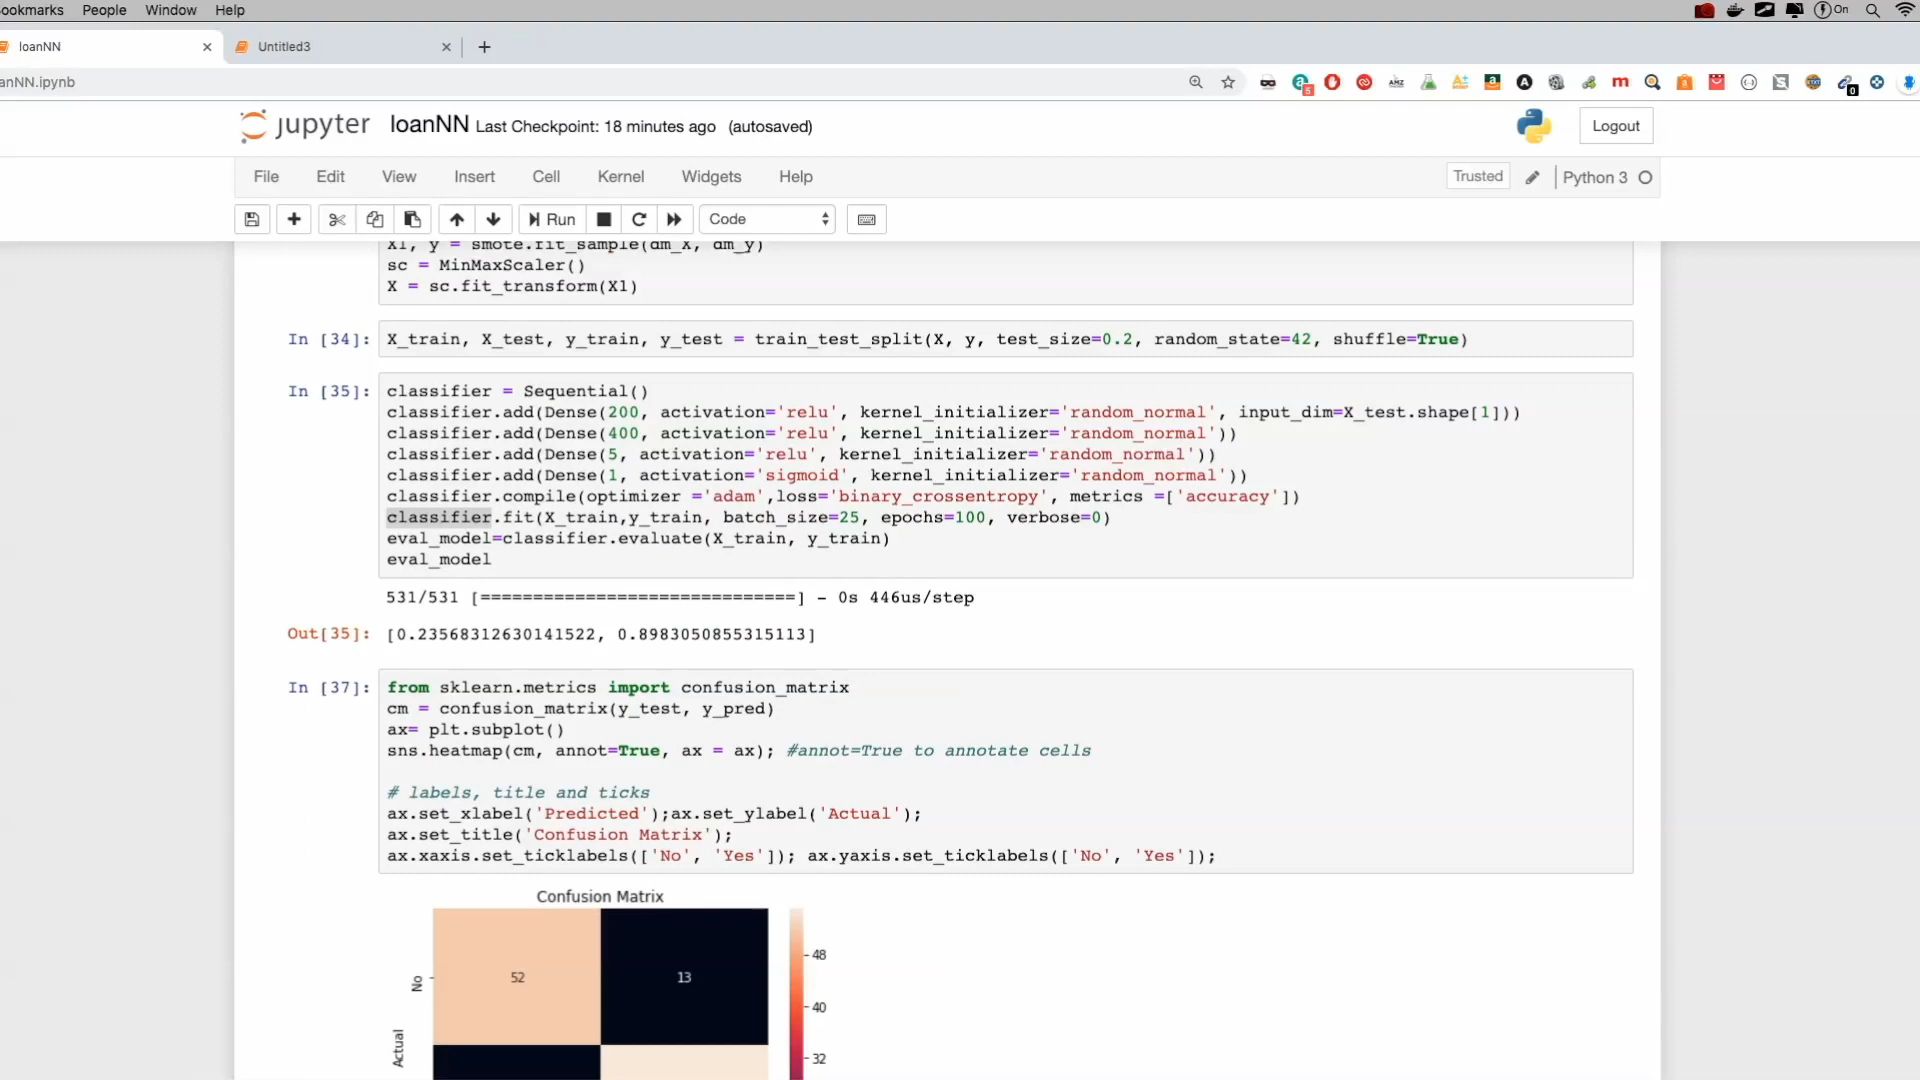 ookmarks People Window Help On
loanNN Untitled3
anNN.ipynb
5 0
jupyter loanNN Last Checkpoint: 18 minutes ago (autosaved) Logout
File Edit View Insert Cell Kernel Widgets Help Trusted Python 3
Run Code
X1, y = smote.fit_sample(dm_X, dm_y)
sc = MinMaxScaler()
X = sc.fit_transform(X1)
In [34]: X_train, X_test, y_train, y_test = train_test_split(X, y, test_size=0.2, random_state=42, shuffle=True)
In [35]: classifier = Sequential()
classifier.add(Dense(200, activation='relu', kernel_initializer='random_normal', input_dim=X_test.shape[1]))
classifier.add(Dense(400, activation='relu', kernel_initializer='random_normal'))
classifier.add(Dense(5, activation='relu', kernel_initializer='random_normal'))
classifier.add(Dense(1, activation='sigmoid', kernel_initializer='random_normal'))
classifier.compile(optimizer ='adam',loss='binary_crossentropy', metrics =['accuracy'])
classifier.fit(X_train,y_train, batch_size=25, epochs=100, verbose=0)
eval_model=classifier.evaluate(X_train, y_train)
eval_model
531/531 [==============================] - 0s 446us/step
Out[35]: [0.23568312630141522, 0.8983050855315113]
In [37]: from sklearn.metrics import confusion_matrix
cm = confusion_matrix(y_test, y_pred)
ax= plt.subplot()
sns.heatmap(cm, annot=True, ax = ax); #annot=True to annotate cells
# labels, title and ticks
ax.set_xlabel('Predicted');ax.set_ylabel('Actual');
ax.set_title('Confusion Matrix');
ax.xaxis.set_ticklabels(['No', 'Yes']); ax.yaxis.set_ticklabels(['No', 'Yes']);
Confusion Matrix
48
No 52 13
40
Actual
32